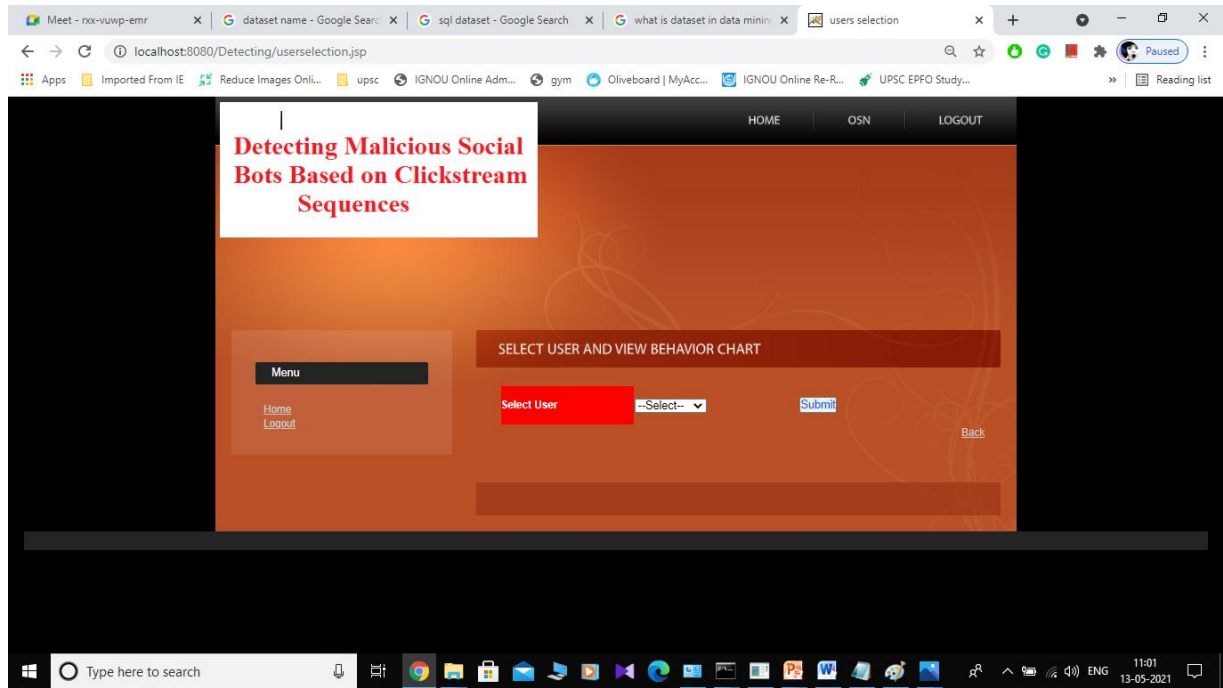 Meet - rxx-vuwp-emr
dataset name - Google Searc
sql dataset - Google Search
what is dataset in data minin
users selection
localhost:8080/Detecting/userselection.jsp
Paused
Apps
Imported From IE
Reduce Images Onli...
upsc
IGNOU Online Adm...
gym
Oliveboard | MyAcc...
IGNOU Online Re-R...
UPSC EPFO Study...
»
Reading list
HOME
OSN
LOGOUT
Detecting Malicious Social
Bots Based on Clickstream
Sequences
SELECT USER AND VIEW BEHAVIOR CHART
Menu
Home
Logout
Select User
--Select--
Submit
Back
Type here to search
ENG
11:01
13-05-2021